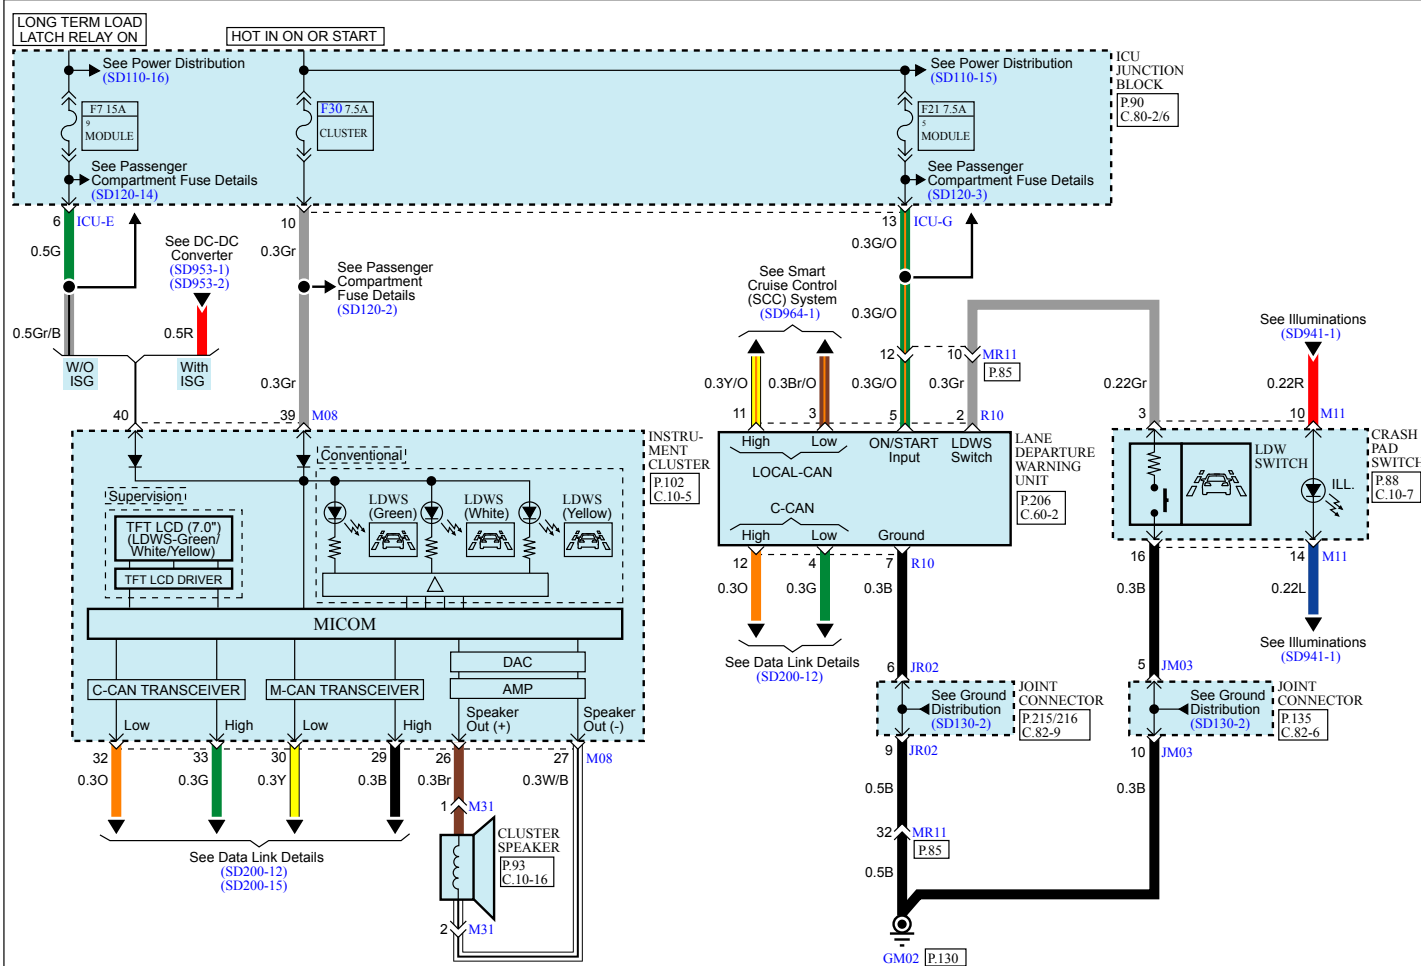 LONG TERM LOAD
LATCH RELAY ON
HOT IN ON OR START
See Power Distribution
(SD110-16)
See Power Distribution
(SD110-15)
ICU
JUNCTION
BLOCK
P.90
C.80-2/6
F7 15A
9
MODULE
F30 7.5A
CLUSTER
F21 7.5A
5
MODULE
See Passenger
Compartment Fuse Details
(SD120-14)
See Passenger
Compartment Fuse Details
(SD120-3)
6
ICU-E
10
13
ICU-G
0.5G
See DC-DC
Converter
(SD953-1)
(SD953-2)
0.3Gr
0.3G/O
See Passenger
Compartment
Fuse Details
(SD120-2)
See Smart
Cruise Control
(SCC) System
(SD964-1)
0.3G/O
See Illuminations
(SD941-1)
0.5Gr/B
0.5R
W/O
ISG
With
ISG
12
10
MR11
P.85
0.3Gr
0.3Y/O
0.3Br/O
0.3G/O
0.3Gr
0.22Gr
0.22R
40
39
M08
11
3
5
2
R10
3
10
M11
INSTRU-
MENT
CLUSTER
P.102
C.10-5
Conventional
Supervision
TFT LCD (7.0")
(LDWS-Green/
White/Yellow)
TFT LCD DRIVER
LDWS
(Green)
LDWS
(White)
LDWS
(Yellow)
MICOM
DAC
AMP
C-CAN TRANSCEIVER
M-CAN TRANSCEIVER
Low
High
Low
High
Speaker
Out (+)
Speaker
Out (-)
High
Low
ON/START
Input
LDWS
Switch
LOCAL-CAN
C-CAN
High
Low
Ground
LANE
DEPARTURE
WARNING
UNIT
P.206
C.60-2
LDW
SWITCH
ILL.
CRASH
PAD
SWITCH
P.88
C.10-7
12
4
7
R10
16
14
M11
0.3O
0.3G
0.3B
0.3B
0.22L
See Data Link Details
(SD200-12)
See Illuminations
(SD941-1)
6
JR02
5
JM03
See Ground
Distribution
(SD130-2)
JOINT
CONNECTOR
P.215/216
C.82-9
See Ground
Distribution
(SD130-2)
JOINT
CONNECTOR
P.135
C.82-6
9
JR02
10
JM03
32
33
30
29
26
27
M08
0.3O
0.3G
0.3Y
0.3B
0.3Br
0.3W/B
0.5B
0.3B
1
M31
CLUSTER
SPEAKER
P.93
C.10-16
2
M31
See Data Link Details
(SD200-12)
(SD200-15)
32
MR11
P.85
0.5B
GM02
P.130